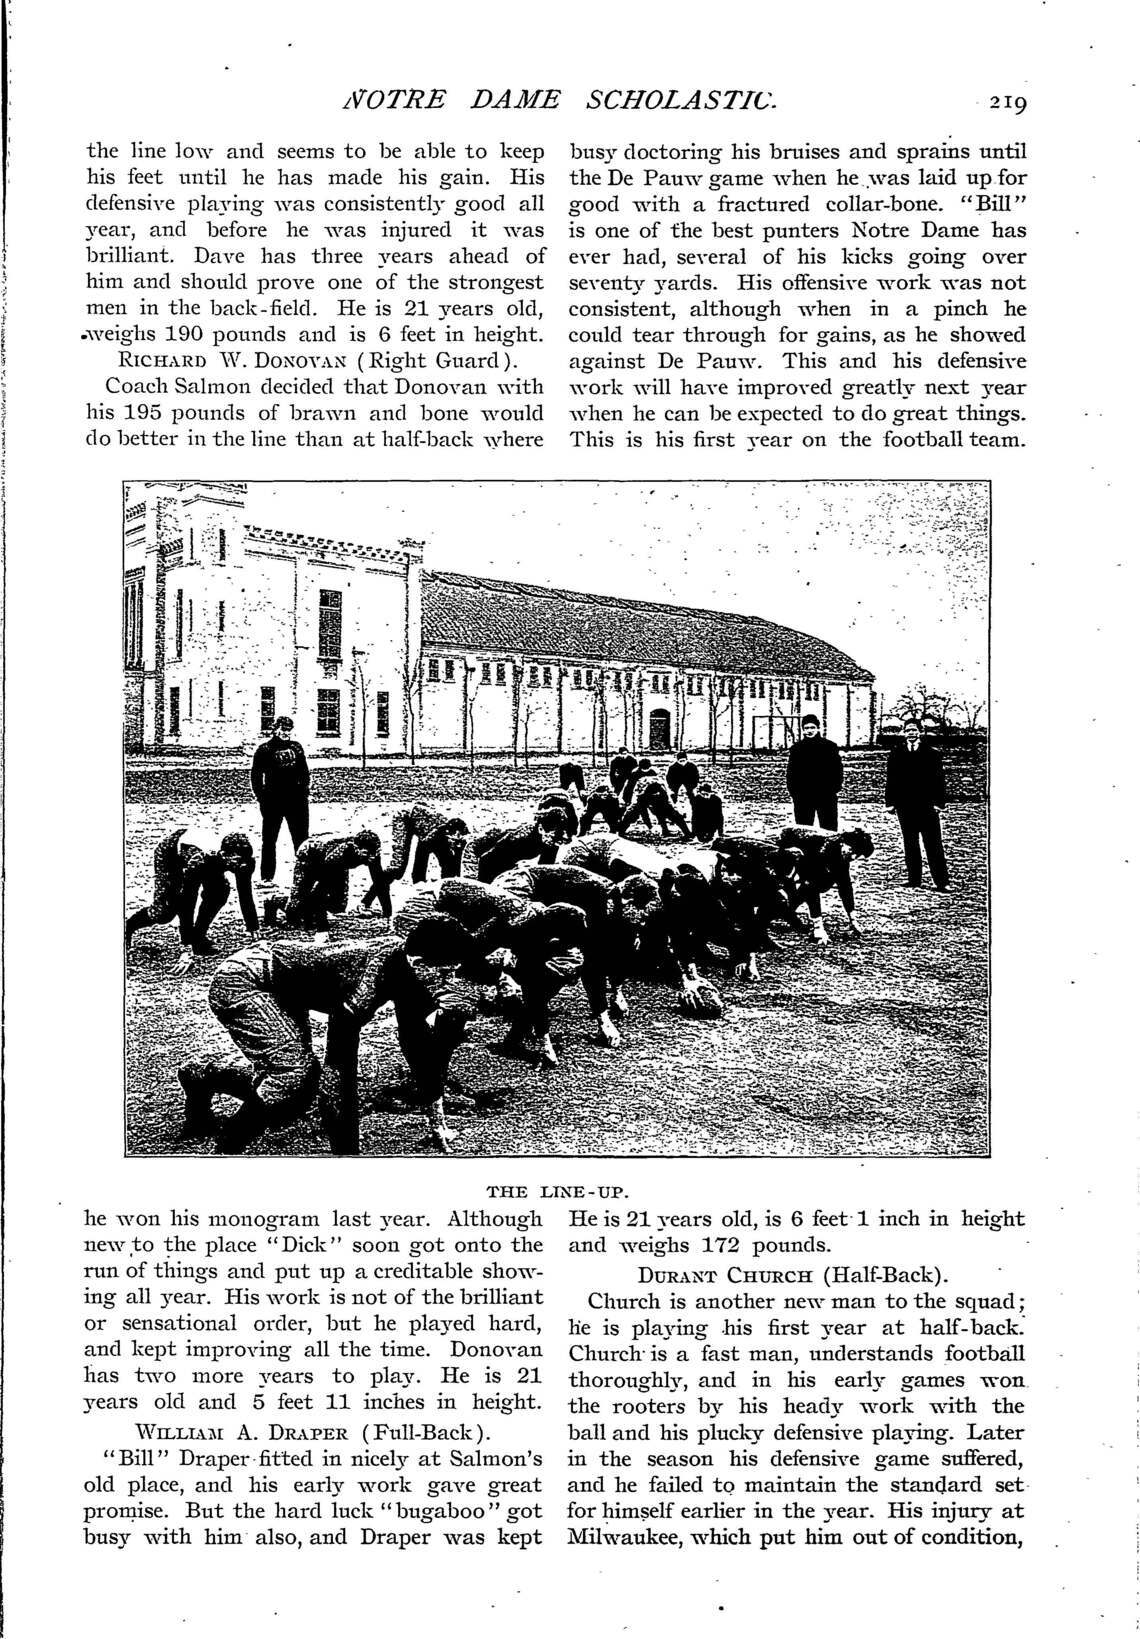 NOTRE DAME SCHOLASTIC.
219
the line low and seems to be able to keep
his feet until he has made his gain. His
defensive playing was consistently good all
year, and before he was injured it was
brilliant. Dave has three years ahead of
him and should prove one of the strongest
men in the back-field. He is 21 years old,
weighs 190 pounds and is 6 feet in height.
RICHARD W. DONOVAN (Right Guard).
Coach Salmon decided that Donovan with
his 195 pounds of brawn and bone would
do better in the line than at half-back where
he won his monogram last year. Although
new to the place "Dick" soon got onto the
run of things and put up a creditable show-
ing all year. His work is not of the brilliant
or sensational order, but he played hard,
and kept improving all the time. Donovan
has two more years to play. He is 21
years old and 5 feet 11 inches in height.
WILLIAM A. DRAPER (Full-Back).
"Bill" Draper fitted in nicely at Salmon's
old place, and his early work gave great
promise. But the hard luck "bugaboo" got
busy with him also, and Draper was kept
busy doctoring his bruises and sprains until
the De Pauw game when he was laid up for
good with a fractured collar-bone. "Bill"
is one of the best punters Notre Dame has
ever had, several of his kicks going over
seventy yards. His offensive work was not
consistent, although when in a pinch he
could tear through for gains, as he showed
against De Pauw. This and his defensive
work will have improved greatly next year
when he can be expected to do great things.
This is his first year on the football team.
He is 21 years old, is 6 feet 1 inch in height
and weighs 172 pounds.
DURANT CHURCH (Half-Back).
Church is another new man to the squad;
he is playing his first year at half-back.
Church is a fast man, understands football
thoroughly, and in his early games won
the rooters by his heady work with the
ball and his plucky defensive playing. Later
in the season his defensive game suffered,
and he failed to maintain the standard set
for himself earlier in the year. His injury at
Milwaukee, which put him out of condition,
THE LINE-UP.